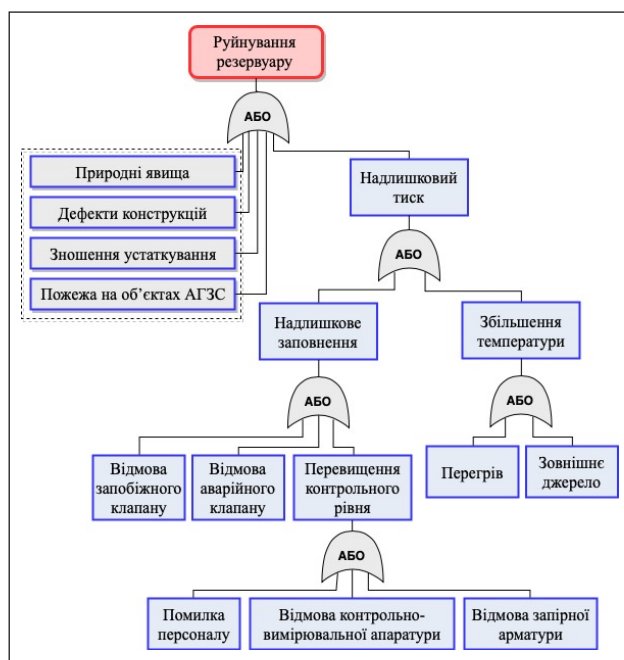 Руйнування
резервуару
АБО
Природні явища
Дефекти конструкцій
Зношення устаткування
Пожежа на об’єктах АГЗС
Надлишковий
тиск
АБО
Надлишкове
заповнення
Збільшення
температури
АБО
АБО
Відмова
запобіжного
клапану
Відмова
аварійного
клапану
Перевищення
контрольного
рівня
Перегрів
Зовнішнє
джерело
АБО
Помилка
персоналу
Відмова контрольно-
вимірювальної апаратури
Відмова запірної
арматури